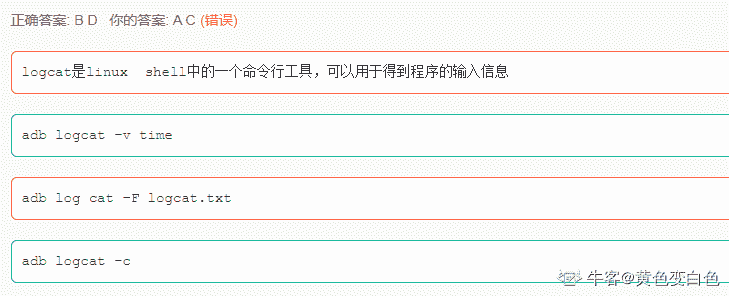 正确答案: B D 你的答案: A C (错误)
logcat是linux shell中的一个命令行工具，可以用于得到程序的输入信息
adb logcat -v time
adb log cat -F logcat.txt
adb logcat -c
牛客@黄色变白色